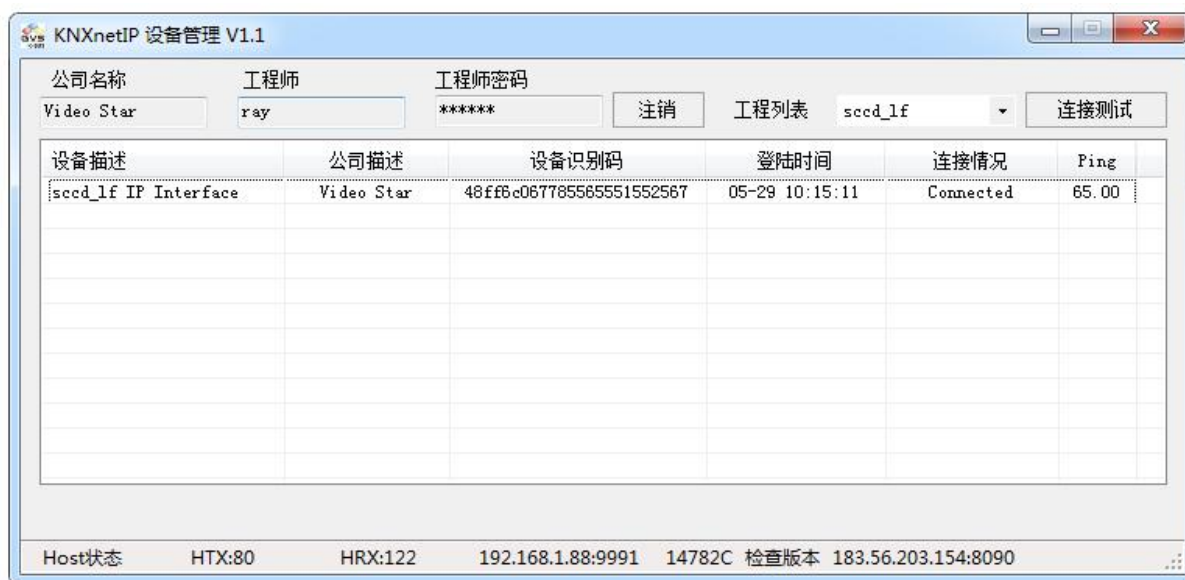 KNXnetIP 设备管理 V1.1
公司名称 工程师 工程师密码
Video Star ray ****** 注销 工程列表 sccd_lf 连接测试
设备描述 公司描述 设备识别码 登陆时间 连接情况 Ping
sccd_lf IP Interface Video Star 48ff6c067785565551552567 05-29 10:15:11 Connected 65.00
Host状态 HTX:80 HRX:122 192.168.1.88:9991 14782C 检查版本 183.56.203.154:8090